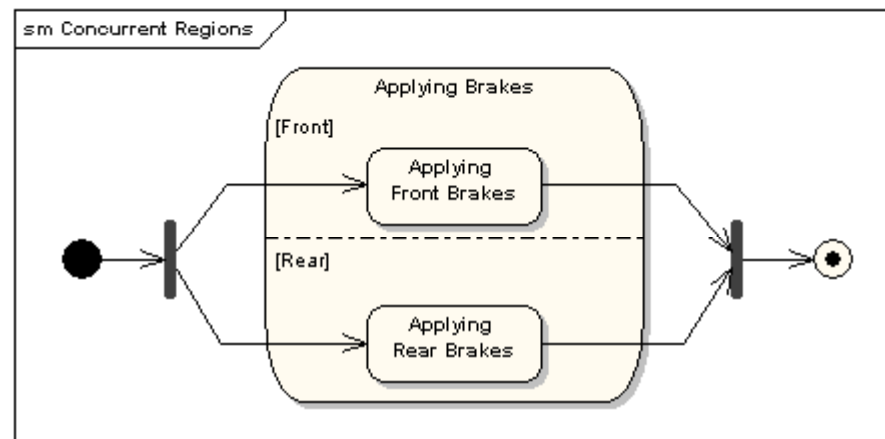 sm Concurrent Regions
Applying Brakes
[Front]
Applying
Front Brakes
[Rear]
Applying
Rear Brakes